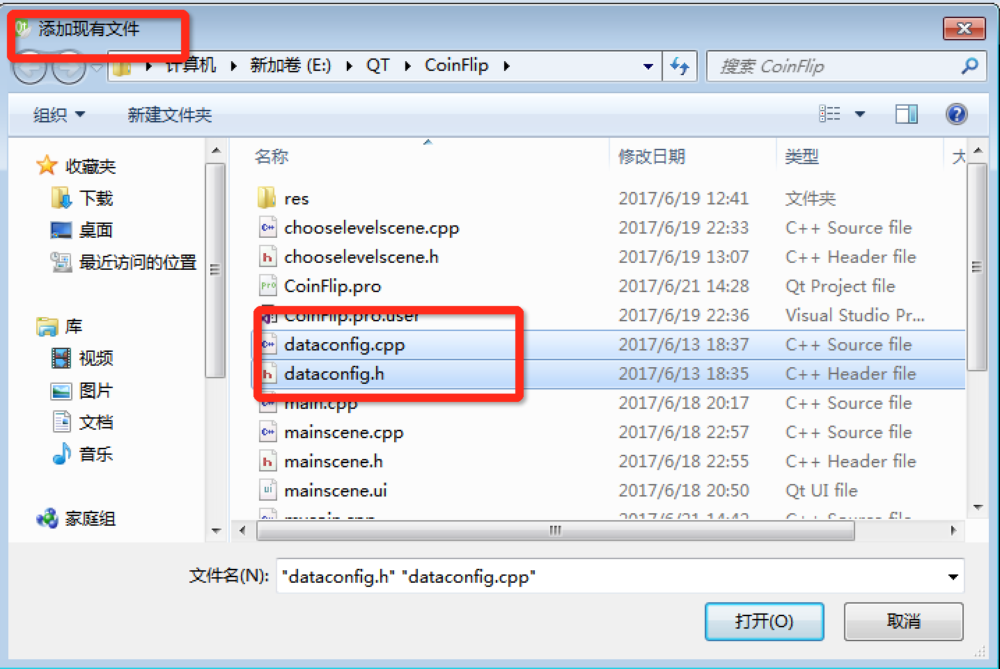 添加现有文件
计算机 新加卷 (E:) QT CoinFlip
搜索 CoinFlip
组织 新建文件夹
收藏夹
下载
桌面
最近访问的位置
库
视频
图片
文档
音乐
家庭组
名称 修改日期 类型 大
res 2017/6/19 12:41 文件夹
chooselevelscene.cpp 2017/6/19 22:33 C++ Source file
chooselevelscene.h 2017/6/19 13:07 C++ Header file
CoinFlip.pro 2017/6/21 14:28 Qt Project file
CoinFlip.pro.user 2017/6/19 22:36 Visual Studio Pr...
dataconfig.cpp 2017/6/13 18:37 C++ Source file
dataconfig.h 2017/6/13 18:35 C++ Header file
main.cpp 2017/6/18 20:17 C++ Source file
mainscene.cpp 2017/6/18 22:57 C++ Source file
mainscene.h 2017/6/18 22:55 C++ Header file
mainscene.ui 2017/6/18 20:50 Qt UI file
文件名(N): "dataconfig.h" "dataconfig.cpp"
打开(O) 取消